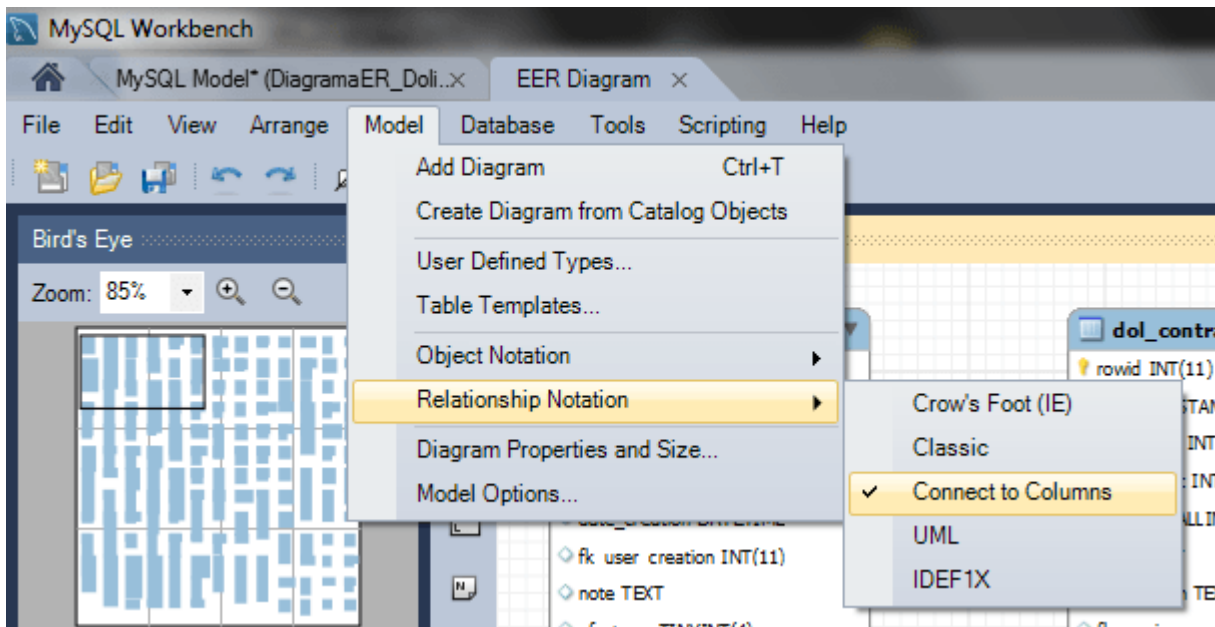 MySQL Workbench
MySQL Model* (DiagramaER_Doli..× EER Diagram ×
File Edit View Arrange Model Database Tools Scripting Help
Add Diagram Ctrl+T
Create Diagram from Catalog Objects
Bird's Eye
User Defined Types...
Zoom: 85%
Table Templates...
dol_contra
Object Notation
rowid INT(11)
Relationship Notation
Crow's Foot (IE)
Classic
INT
Diagram Properties and Size...
Model Options...
Connect to Columns
UML
fk_user_creation INT(11)
IDEF1X
note TEXT